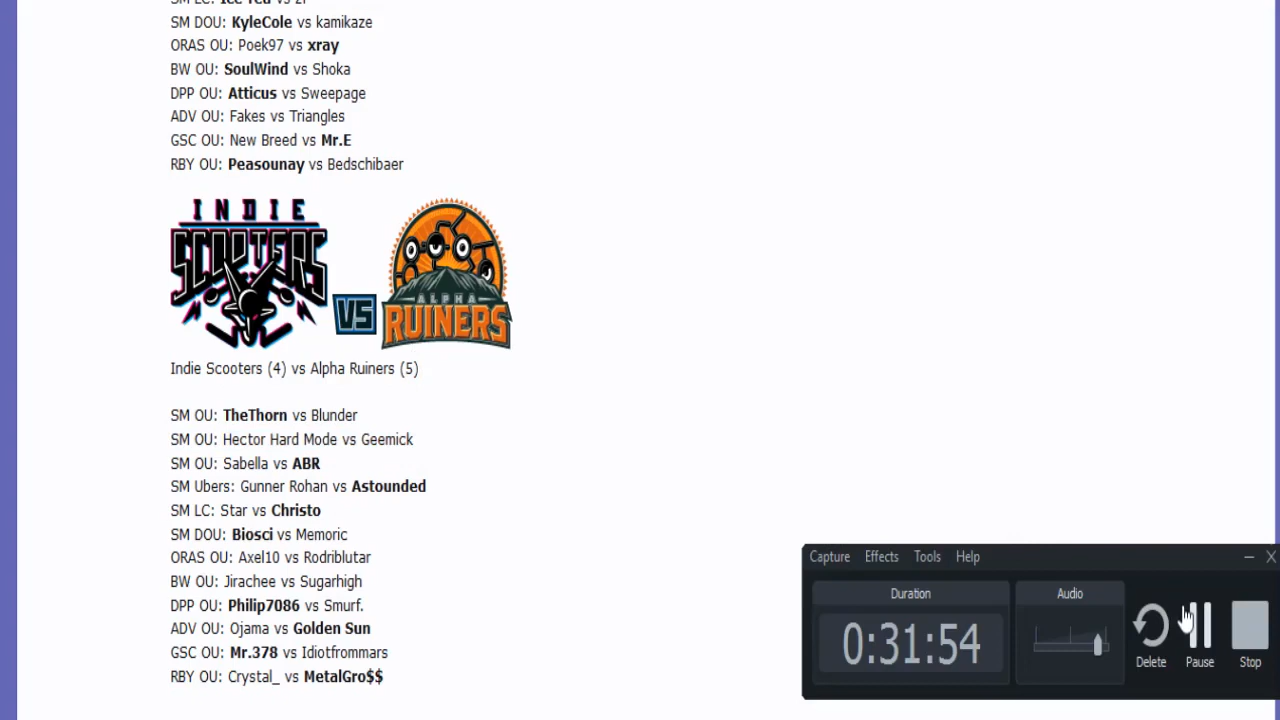 SM LC: Ice Tea vs zf
SM DOU: KyleCole vs kamikaze
ORAS OU: Poek97 vs xray
BW OU: SoulWind vs Shoka
DPP OU: Atticus vs Sweepage
ADV OU: Fakes vs Triangles
GSC OU: New Breed vs Mr.E
RBY OU: Peasounay vs Bedschibaer
INDIE
SCOOTERS
VS
ALPHA
RUINERS
Indie Scooters (4) vs Alpha Ruiners (5)
SM OU: TheThorn vs Blunder
SM OU: Hector Hard Mode vs Geemick
SM OU: Sabella vs ABR
SM Ubers: Gunner Rohan vs Astounded
SM LC: Star vs Christo
SM DOU: Biosci vs Memoric
ORAS OU: Axel10 vs Rodriblutar
BW OU: Jirachee vs Sugarhigh
DPP OU: Philip7086 vs Smurf.
ADV OU: Ojama vs Golden Sun
GSC OU: Mr.378 vs Idiotfrommars
RBY OU: Crystal_ vs MetalGro$$
Capture Effects Tools Help
Duration
Audio
0:31:54
Delete Pause Stop